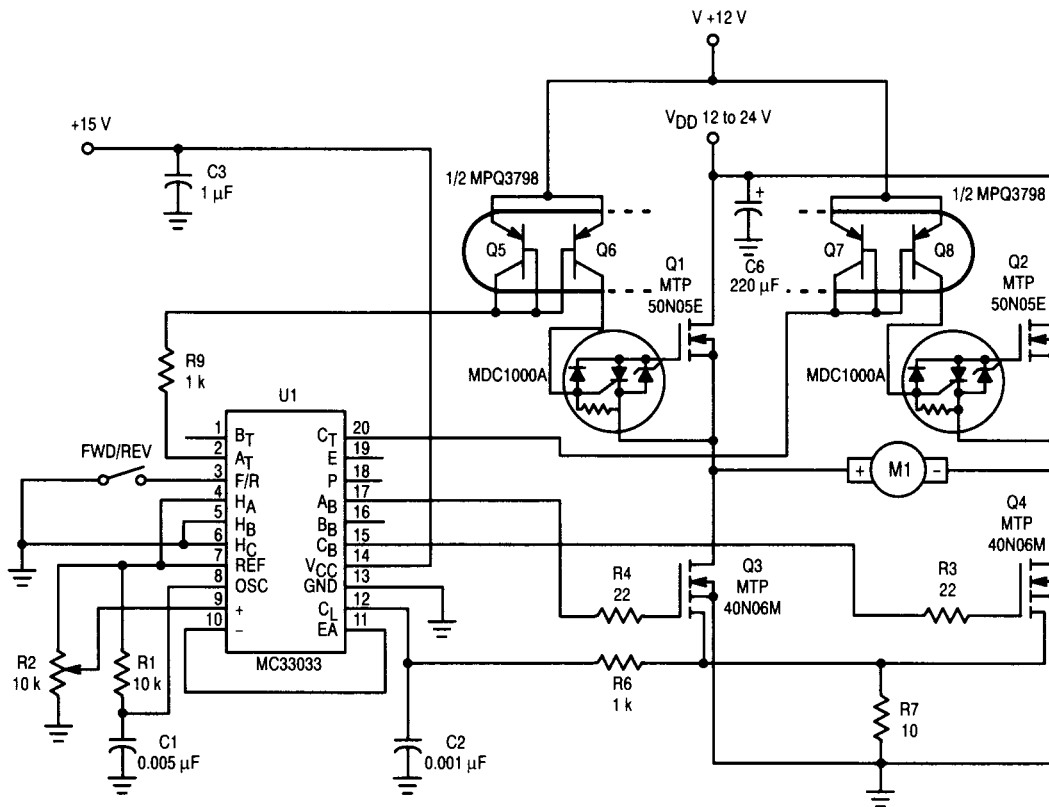 V +12 V
V_DD 12 to 24 V
+15 V
C3
1 µF
1/2 MPQ3798
Q5
Q6
Q1
MTP
50N05E
+
C6
220 µF
1/2 MPQ3798
Q7
Q8
Q2
MTP
50N05E
MDC1000A
MDC1000A
R9
1 k
U1
1 B_T
2 A_T
3 F/R
4 H_A
5 H_B
6 H_C
7 REF
8 OSC
9 +
10 –
C_T 20
E 19
P 18
A_B 17
B_B 16
C_B 15
V_CC 14
GND 13
C_L 12
EA 11
MC33033
FWD/REV
+ M1 –
R4
22
Q3
MTP
40N06M
R3
22
Q4
MTP
40N06M
R2
10 k
R1
10 k
R6
1 k
R7
10
C1
0.005 µF
C2
0.001 µF